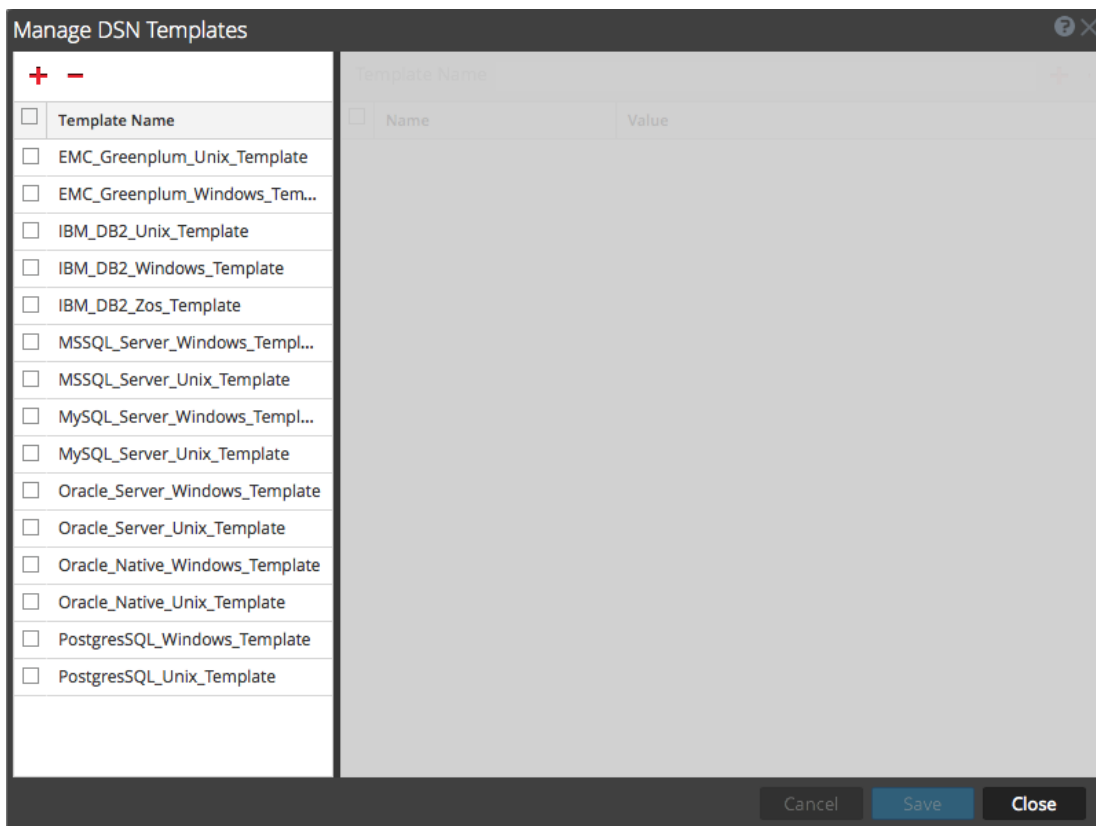 Manage DSN Templates
Template Name
Template Name
Name Value
EMC_Greenplum_Unix_Template
EMC_Greenplum_Windows_Tem...
IBM_DB2_Unix_Template
IBM_DB2_Windows_Template
IBM_DB2_Zos_Template
MSSQL_Server_Windows_Templ...
MSSQL_Server_Unix_Template
MySQL_Server_Windows_Templ...
MySQL_Server_Unix_Template
Oracle_Server_Windows_Template
Oracle_Server_Unix_Template
Oracle_Native_Windows_Template
Oracle_Native_Unix_Template
PostgresSQL_Windows_Template
PostgresSQL_Unix_Template
Cancel Save Close